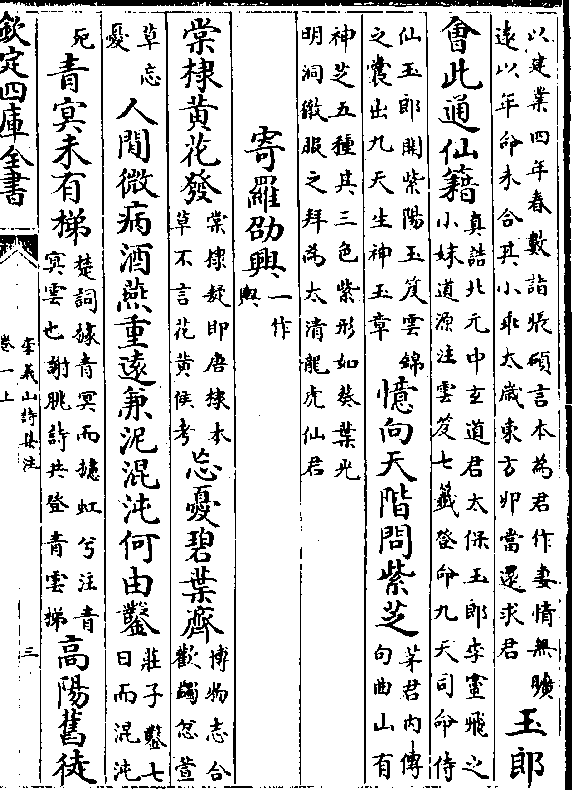 以建業四年春數詣張碩言本為君作妻情無曠
遠以年命未合其小乖太歲東方卯當還求君
玉郎
會此通仙籍
真誥北元中玄道君太保玉郎李靈飛之
小妹道源注雲笈七籤登命九天司命侍
仙玉郎開紫陽玉笈雲錦
之囊出九天生神玉章
憶向天階問紫芝
茅君内傳
句曲山有
神芝五種其三色紫形如葵葉光
明洞徹服之拜為太清龍虎仙君
寄羅劭興
一作
輿
棠棣黄花發
棠棣疑即唐棣本
草不言花黄俟考
忘憂碧葉齊
博物志合
歡蠲忿萱
草忘
憂
人閒微病酒燕重遠兼泥混沌何由鑿
莊子鑿七
日而混沌
死
青冥未有梯
楚詞據青冥而攄虹兮注青
冥雲也謝朓詩共登青雲梯
高陽舊徒
欽定四庫全書
李義山詩集注
卷一上
三